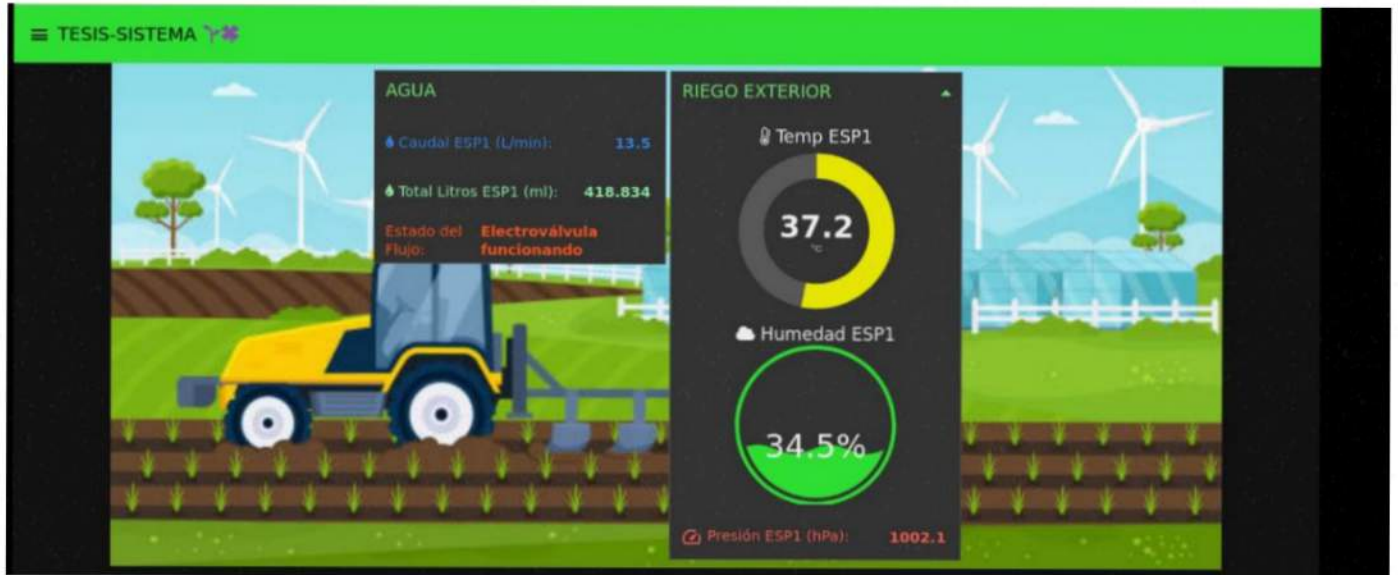 TESIS-SISTEMA
AGUA
Caudal ESP1 (L/min): 13.5
Total Litros ESP1 (ml): 418.834
Estado del Flujo: Electroválvula funcionando
RIEGO EXTERIOR
Temp ESP1
37.2
°C
Humedad ESP1
34.5%
Presión ESP1 (hPa): 1002.1